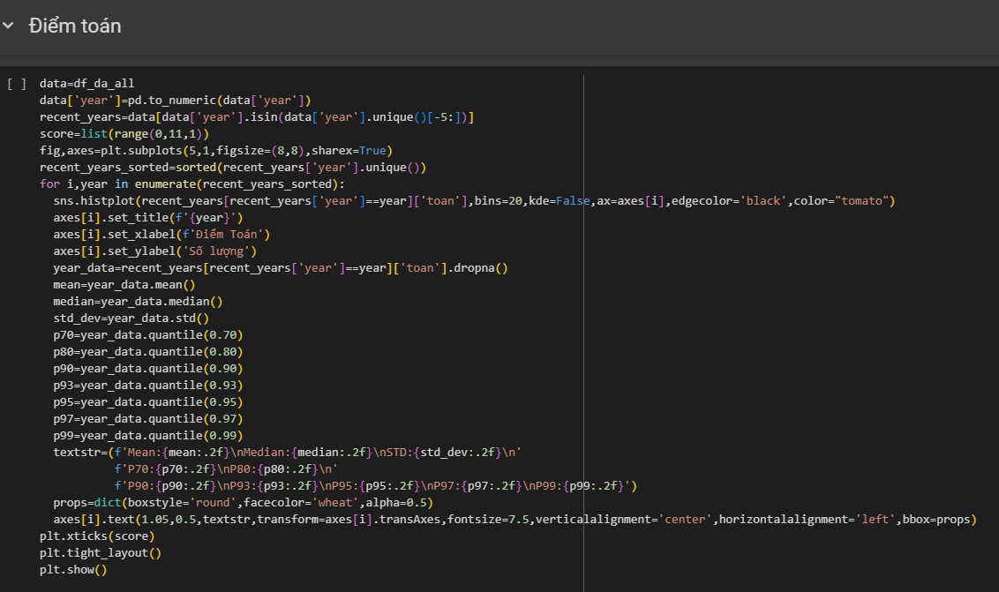 Điểm toán
[ ] data=df_da_all
data['year']=pd.to_numeric(data['year'])
recent_years=data[data['year'].isin(data['year'].unique()[-5:])]
score=list(range(0,11,1))
fig,axes=plt.subplots(5,1,figsize=(8,8),sharex=True)
recent_years_sorted=sorted(recent_years['year'].unique())
for i,year in enumerate(recent_years_sorted):
  sns.histplot(recent_years[recent_years['year']==year]['toan'],bins=20,kde=False,ax=axes[i],edgecolor='black',color="tomato")
  axes[i].set_title(f'{year}')
  axes[i].set_xlabel(f'Điểm Toán')
  axes[i].set_ylabel('Số lượng')
  year_data=recent_years[recent_years['year']==year]['toan'].dropna()
  mean=year_data.mean()
  median=year_data.median()
  std_dev=year_data.std()
  p70=year_data.quantile(0.70)
  p80=year_data.quantile(0.80)
  p90=year_data.quantile(0.90)
  p93=year_data.quantile(0.93)
  p95=year_data.quantile(0.95)
  p97=year_data.quantile(0.97)
  p99=year_data.quantile(0.99)
  textstr=(f'Mean:{mean:.2f}\nMedian:{median:.2f}\nSTD:{std_dev:.2f}\n'
           f'P70:{p70:.2f}\nP80:{p80:.2f}\n'
           f'P90:{p90:.2f}\nP93:{p93:.2f}\nP95:{p95:.2f}\nP97:{p97:.2f}\nP99:{p99:.2f}')
  props=dict(boxstyle='round',facecolor='wheat',alpha=0.5)
  axes[i].text(1.05,0.5,textstr,transform=axes[i].transAxes,fontsize=7.5,verticalalignment='center',horizontalalignment='left',bbox=props)
plt.xticks(score)
plt.tight_layout()
plt.show()